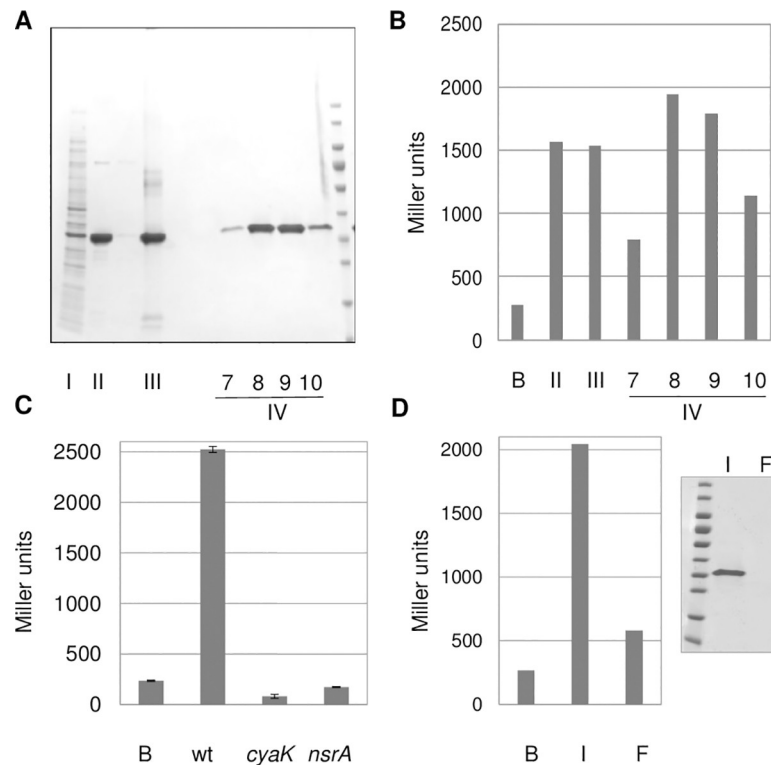 A
I II III 7 8 9 10
IV
B
Miller units
2500
2000
1500
1000
500
0
B II III 7 8 9 10
IV
C
Miller units
2500
2000
1500
1000
500
0
B wt cyaK nsrA
D
Miller units
2000
1500
1000
500
0
B I F
I F